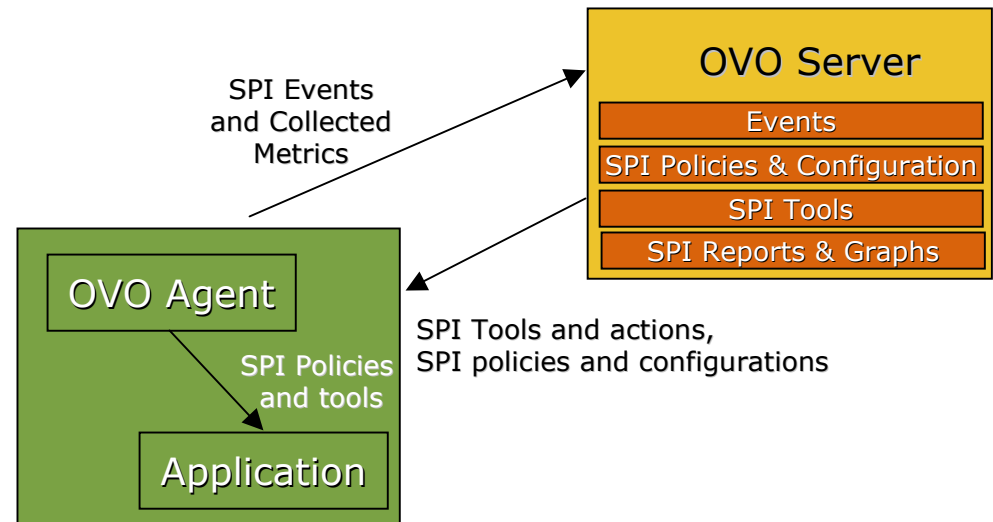 OVO Server
Events
SPI Policies & Configuration
SPI Tools
SPI Reports & Graphs
SPI Events
and Collected
Metrics
OVO Agent
SPI Policies
and tools
Application
SPI Tools and actions,
SPI policies and configurations